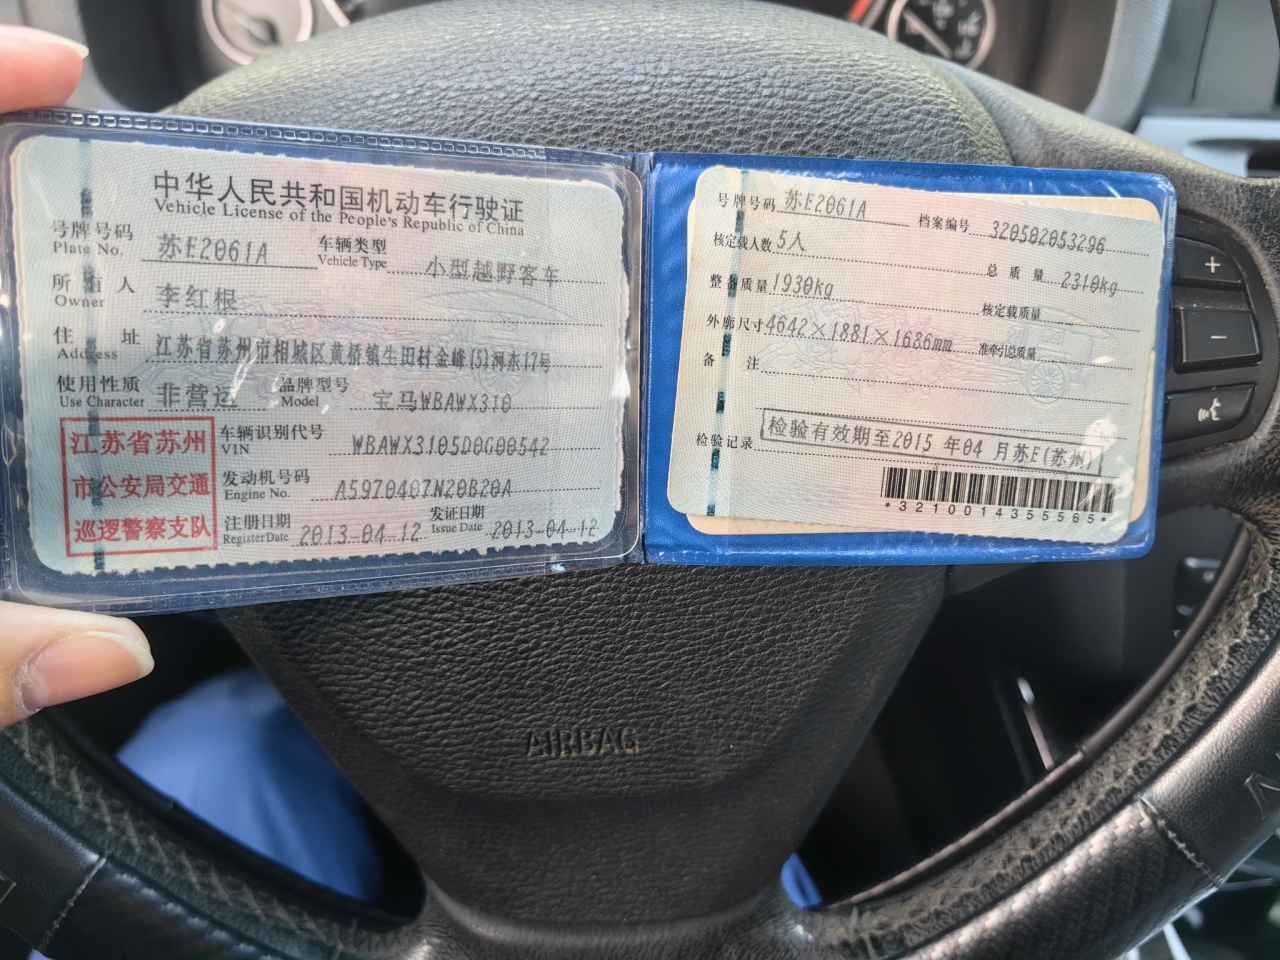 中华人民共和国机动车行驶证
Vehicle License of the People's Republic of China
号牌号码 苏E2061A 车辆类型 小型越野客车
Plate No. Vehicle Type
所有人 李红根
Owner
住址 江苏省苏州市相城区黄桥镇生田村金峰(5)河东17号
Address
使用性质 非营运 品牌型号 宝马WBAWX310
Use Character Model
江苏省苏州
市公安局交通
巡逻警察支队
车辆识别代号 WBAWX3105D0G00542
VIN
发动机号码 A5970407N20B20A
Engine No.
注册日期 2013-04-12 发证日期 2013-04-12
Register Date Issue Date
号牌号码 苏E2061A 档案编号 320502053296
核定载人数 5人 总质量 2310kg
整备质量 1930kg 核定载质量
外廓尺寸 4642×1881×1686mm 准牵引总质量
备注
检验记录 检验有效期至2015年04月苏E(苏州)
*3210014355565*
+
−
AIRBAG